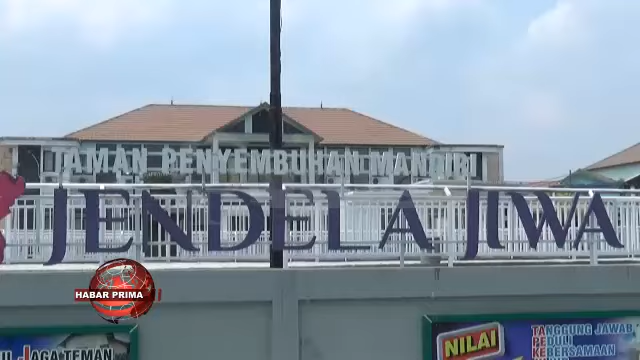 TAMAN PENYEMBUHAN MANDIRI
JENDELA JIWA
HABAR PRIMA
JAGA TEMAN
NILAI
TANGGUNG JAWAB
PEDULI
KEBERSAMAAN